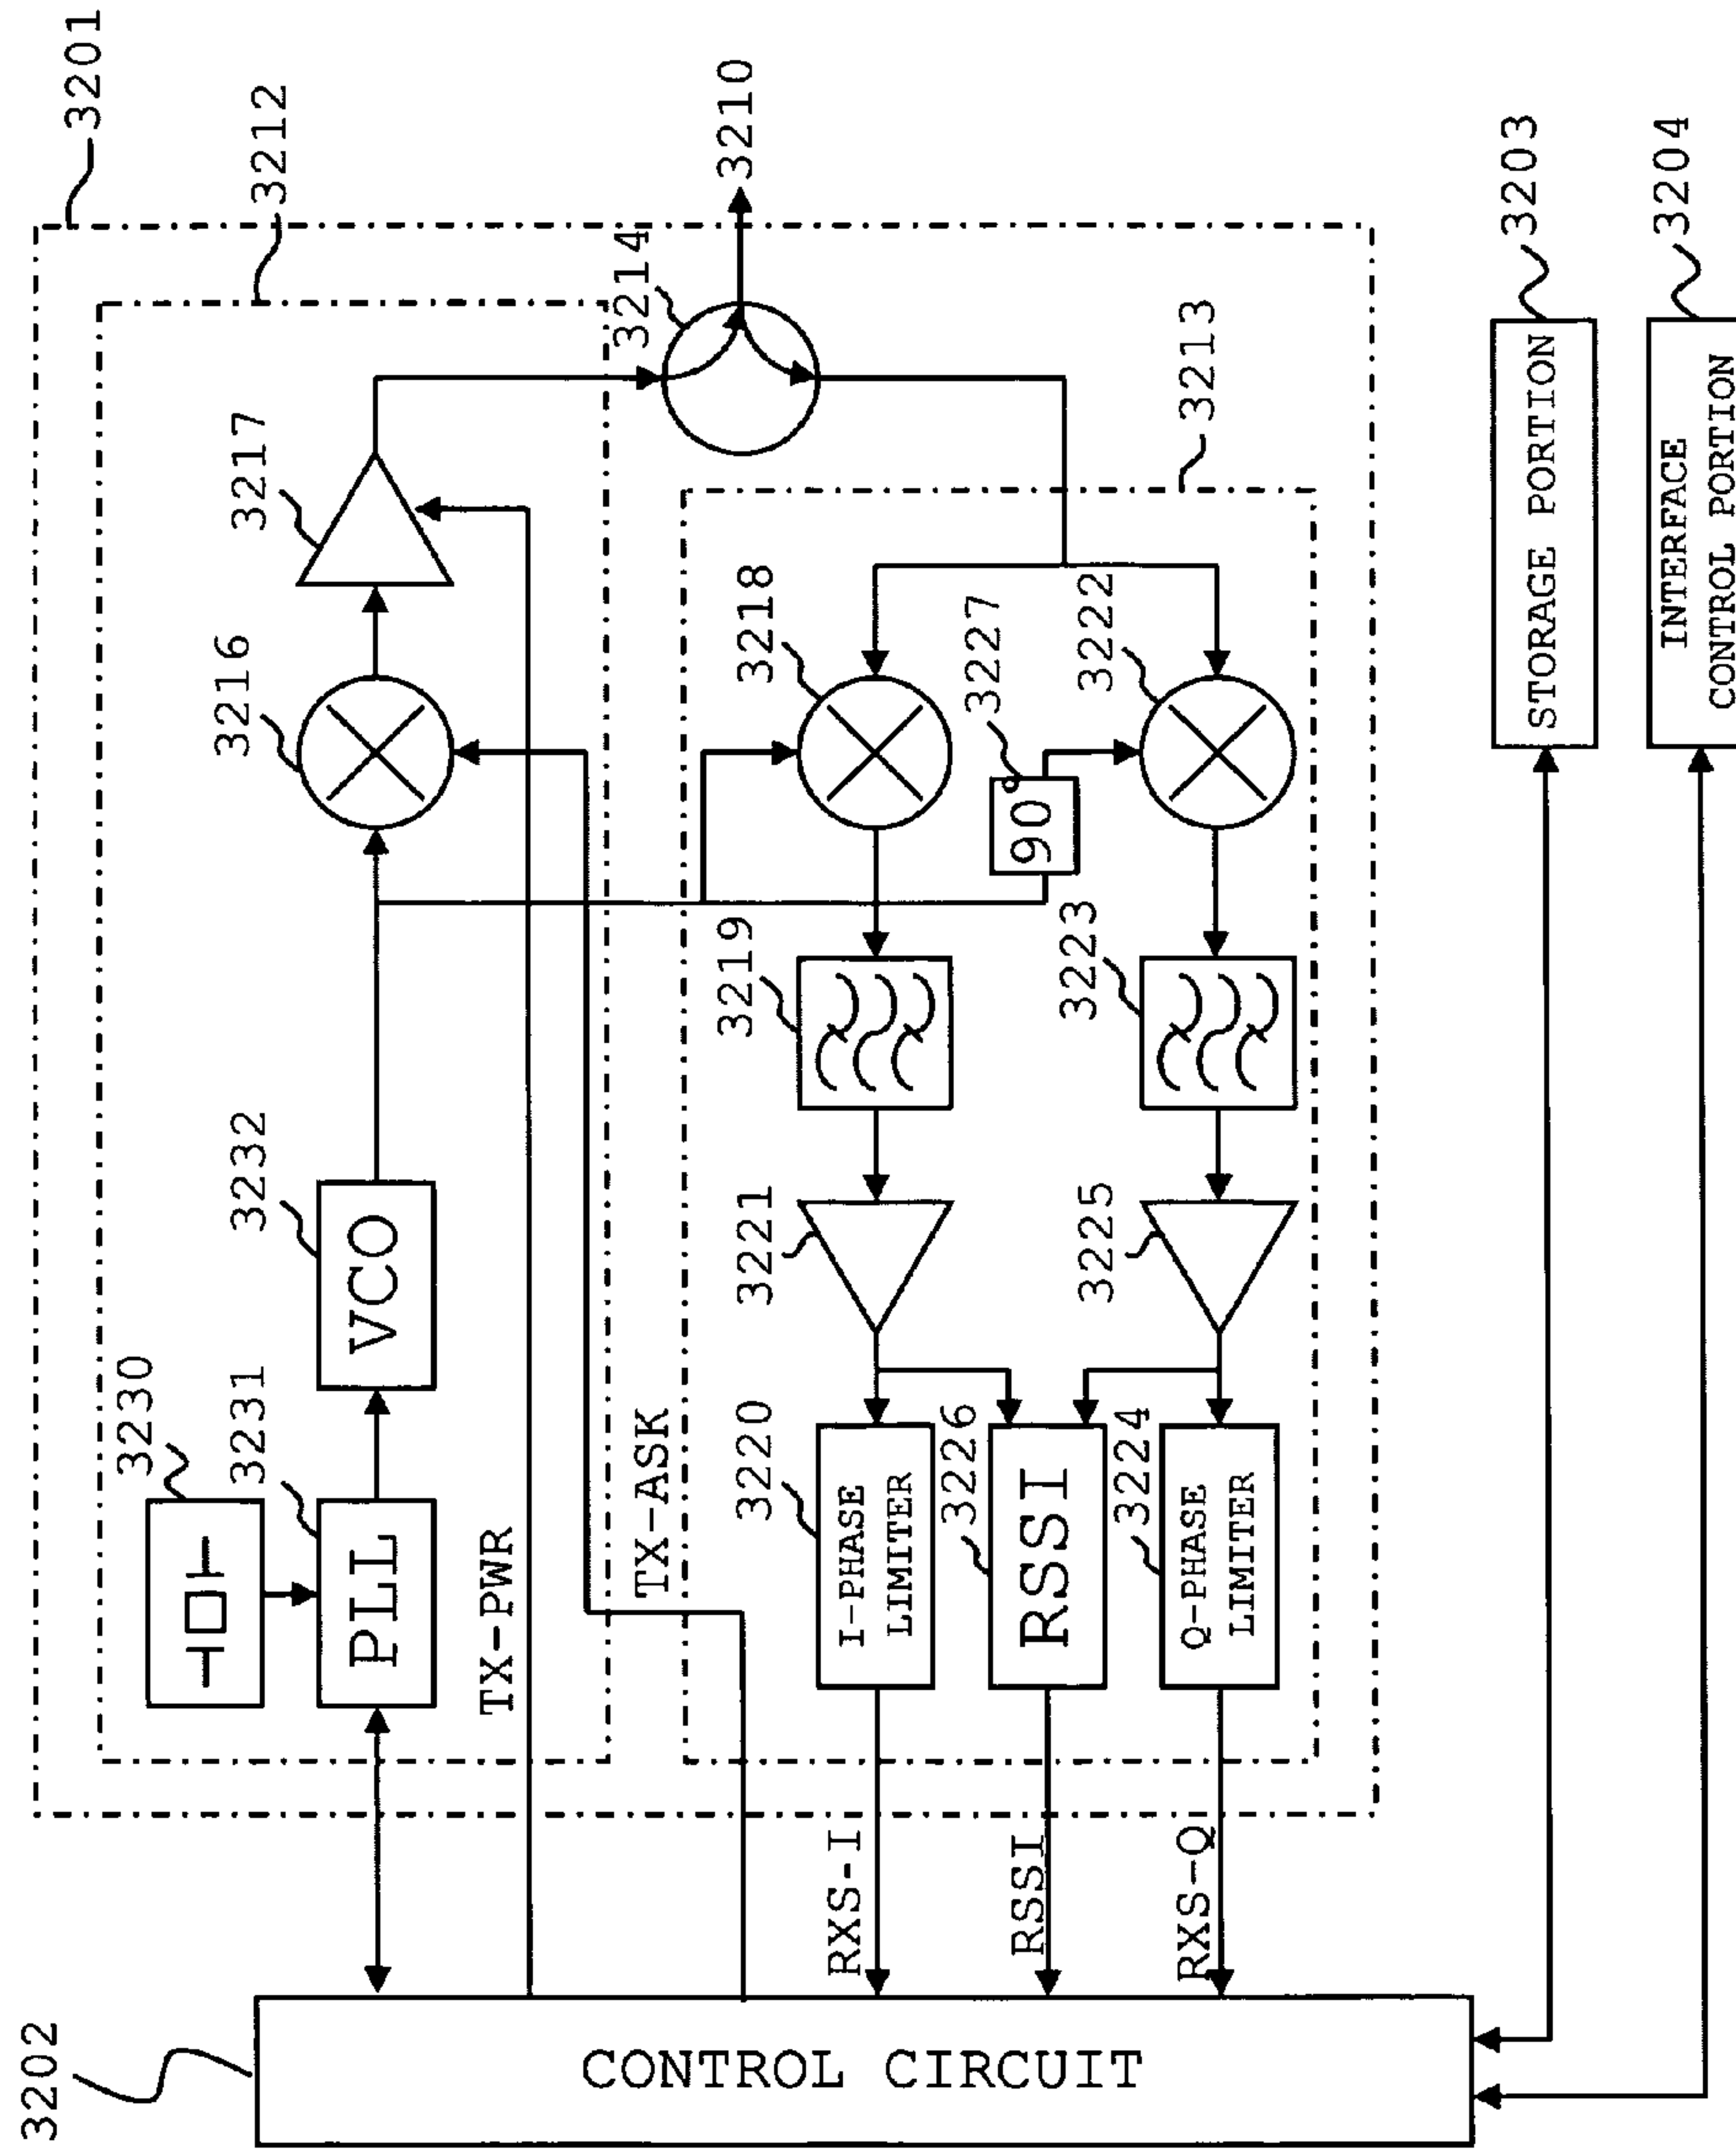 3201
3212
3210
3214
3217
3216
3230
3231
PLL
3232
VCO
TX-PWR
TX-ASK
3213
3218
3227
90°
3222
3219
3223
3221
3225
3220
I-PHASE
LIMITER
3226
RSSI
3224
Q-PHASE
LIMITER
RXS-I
RSSI
RXS-Q
3202
CONTROL CIRCUIT
3203
STORAGE PORTION
3204
INTERFACE
CONTROL PORTION